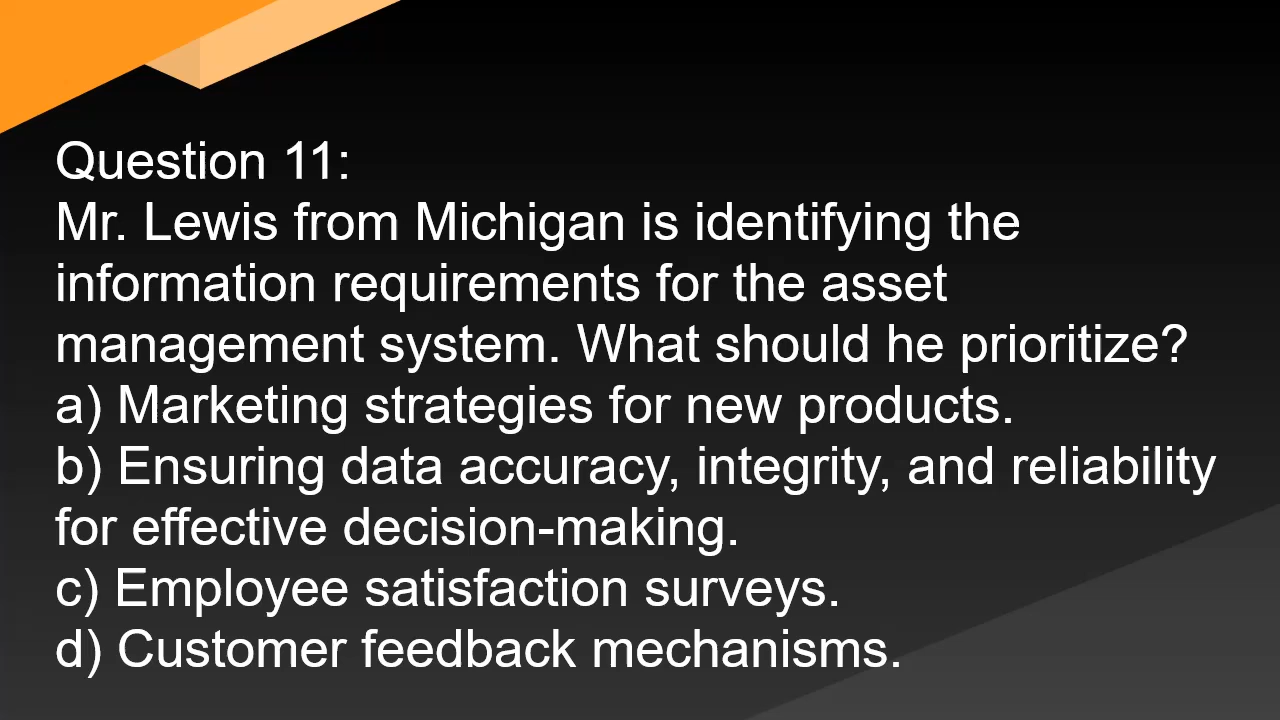 Question 11:
Mr. Lewis from Michigan is identifying the
information requirements for the asset
management system. What should he prioritize?
a) Marketing strategies for new products.
b) Ensuring data accuracy, integrity, and reliability
for effective decision-making.
c) Employee satisfaction surveys.
d) Customer feedback mechanisms.